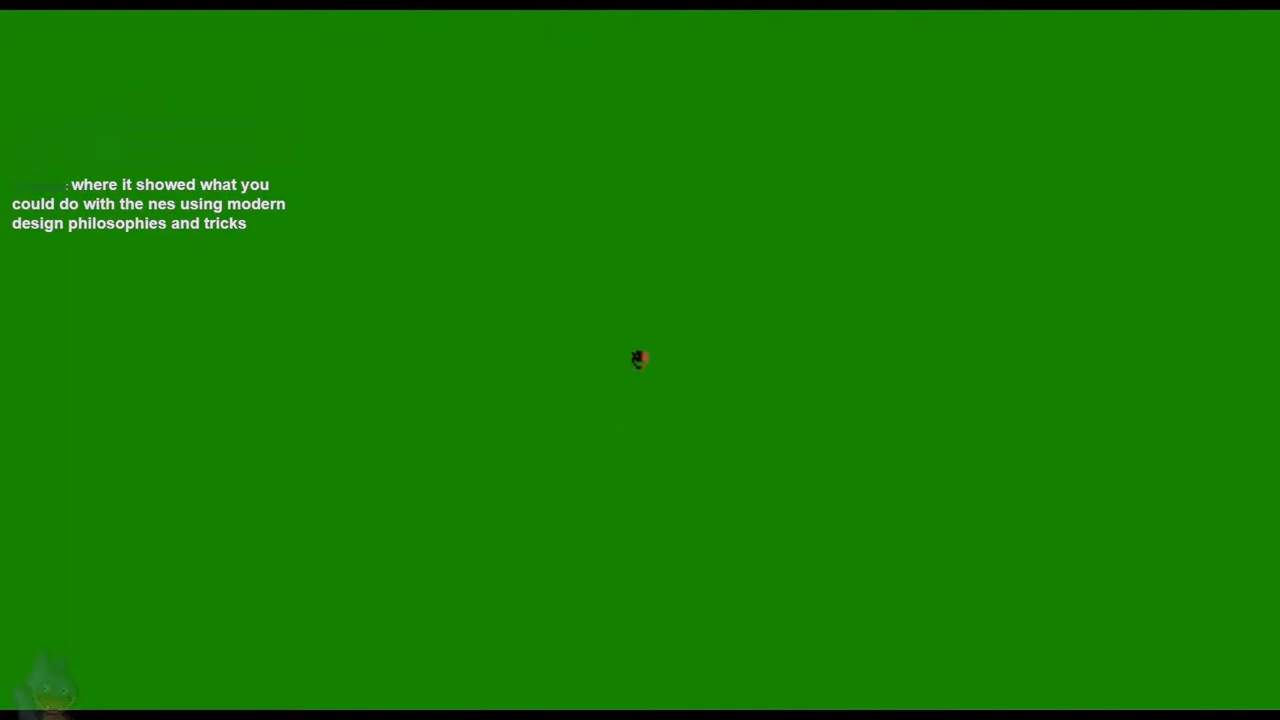 : where it showed what you
could do with the nes using modern
design philosophies and tricks